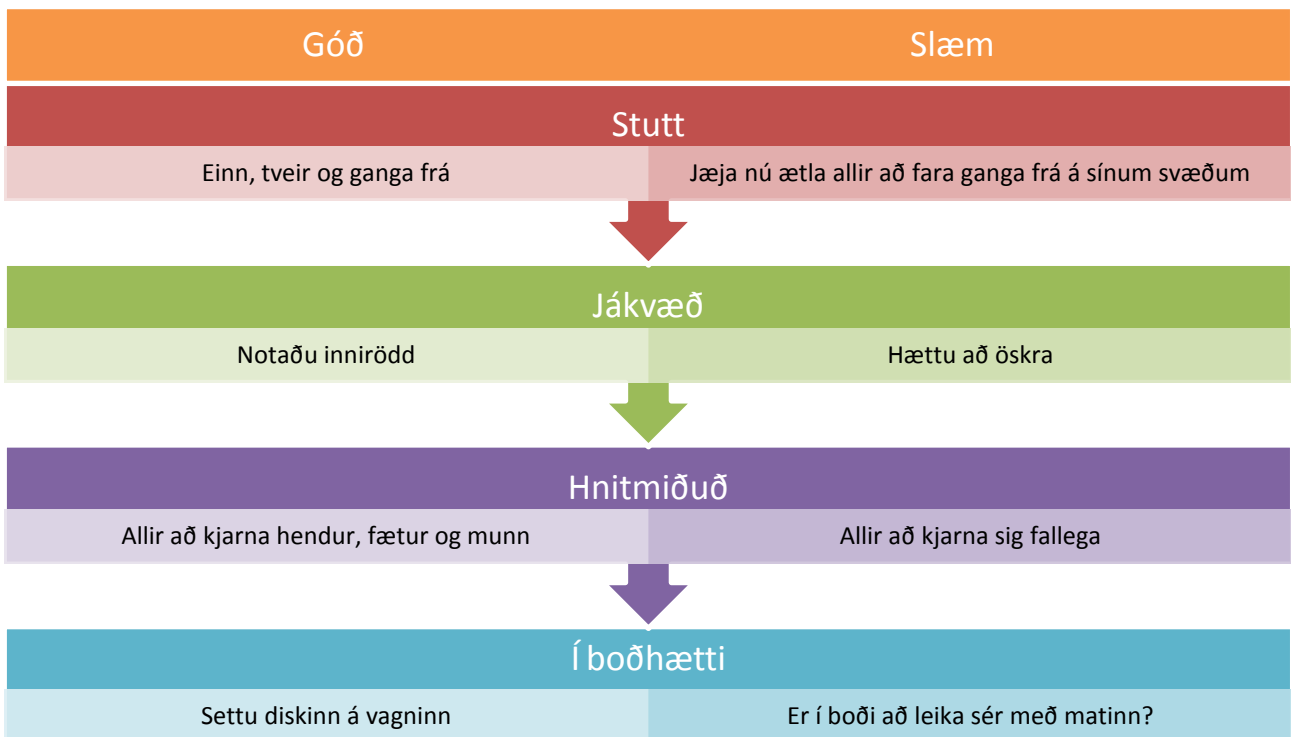 Góð
Slæm
Stutt
Einn, tveir og ganga frá
Jæja nú ætla allir að fara ganga frá á sínum svæðum
Jákvæð
Notaðu innirödd
Hættu að öskra
Hnitmiðuð
Allir að kjarna hendur, fætur og munn
Allir að kjarna sig fallega
Í boðhætti
Settu diskinn á vagninn
Er í boði að leika sér með matinn?